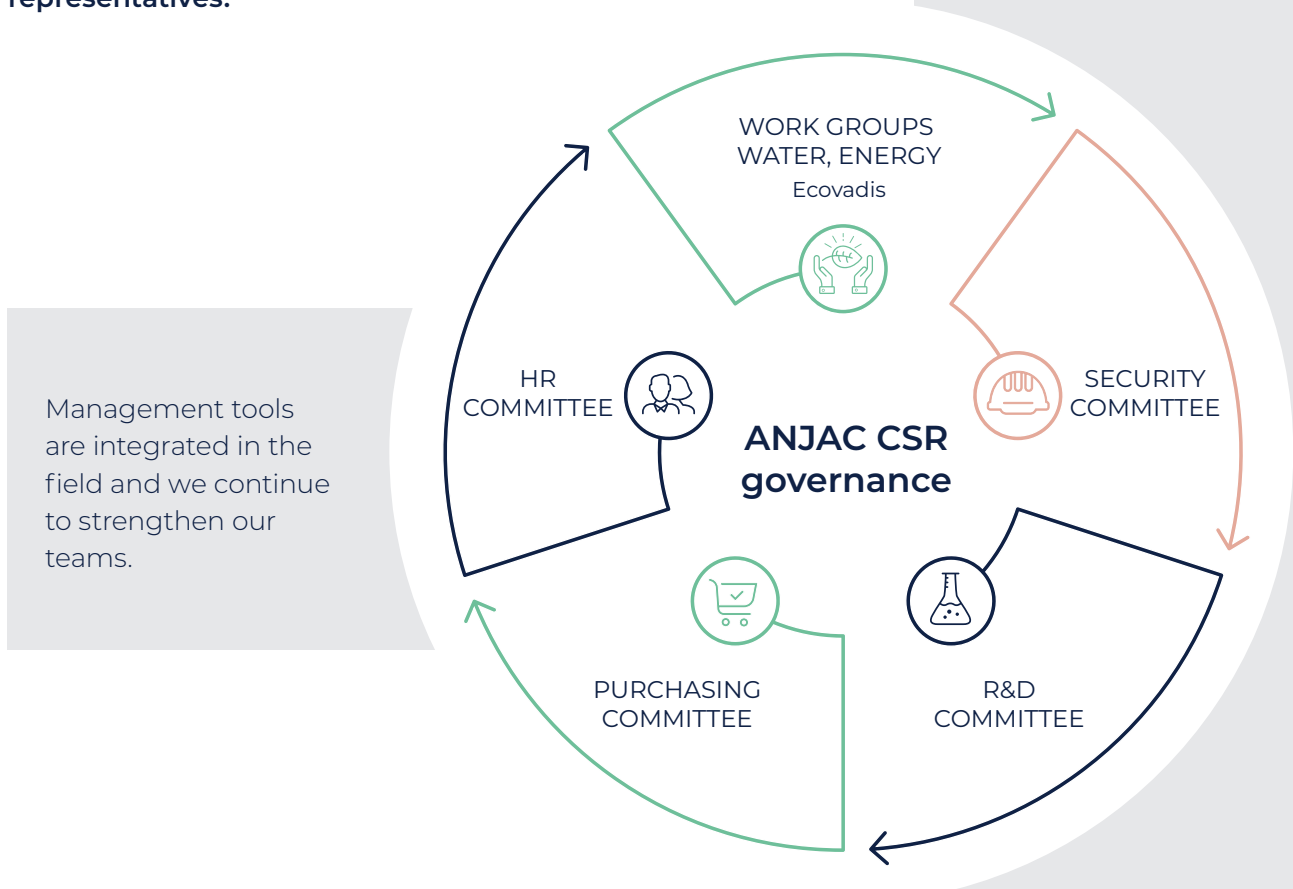 representatives.
WORK GROUPS
WATER, ENERGY
Ecovadis
HR
COMMITTEE
SECURITY
COMMITTEE
ANJAC CSR
governance
Management tools
are integrated in the
field and we continue
to strengthen our
teams.
PURCHASING
COMMITTEE
R&D
COMMITTEE